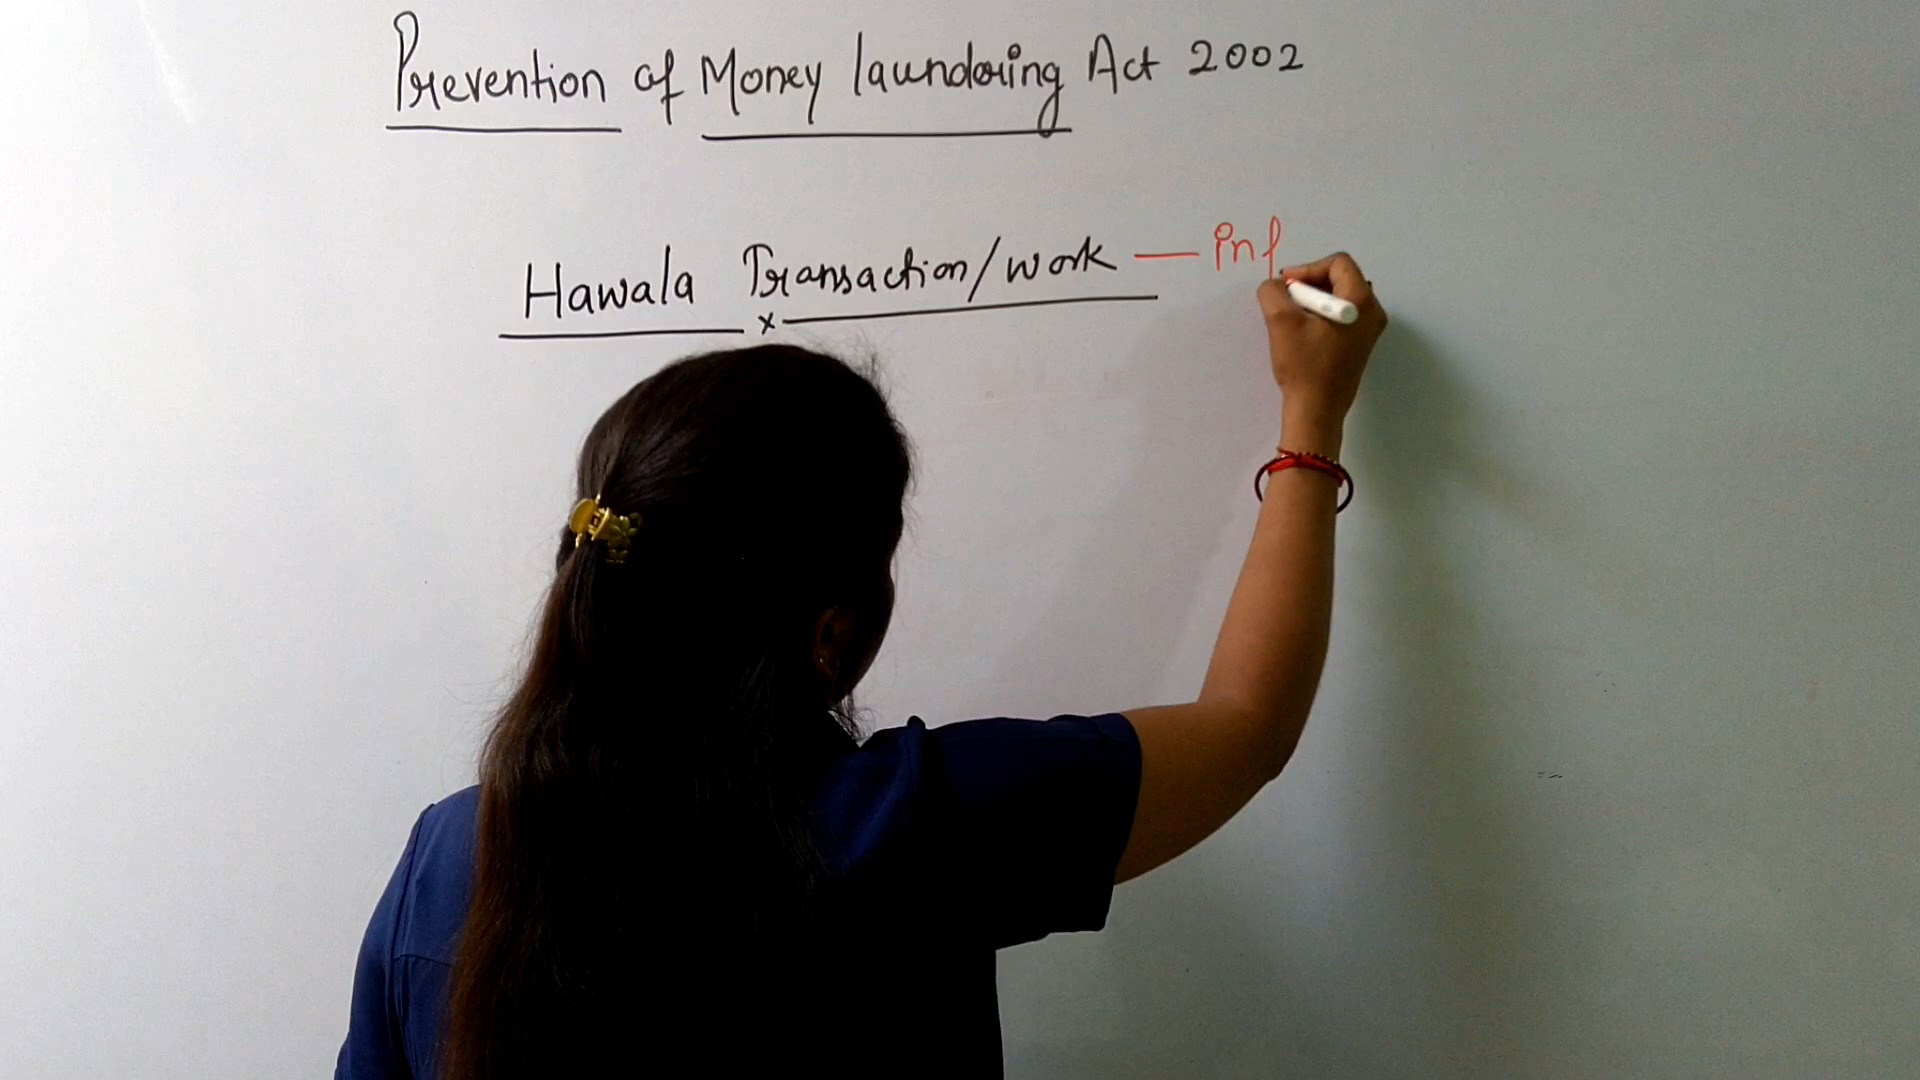 Prevention of Money laundering Act 2002
Hawala Transaction/work — inf
x